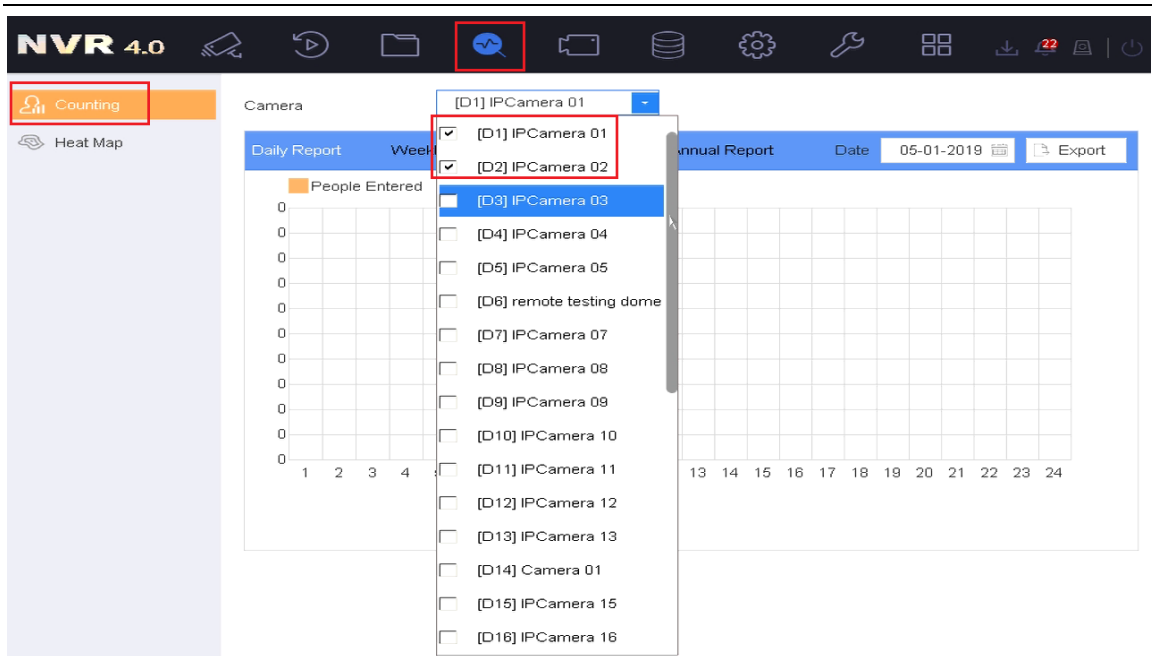 NVR 4.0
22
Counting
Heat Map
Camera
[D1] IPCamera 01
Daily Report
Annual Report
Date
05-01-2019
Export
People Entered
[D1] IPCamera 01
[D2] IPCamera 02
[D3] IPCamera 03
[D4] IPCamera 04
[D5] IPCamera 05
[D6] remote testing dome
[D7] IPCamera 07
[D8] IPCamera 08
[D9] IPCamera 09
[D10] IPCamera 10
[D11] IPCamera 11
[D12] IPCamera 12
[D13] IPCamera 13
[D14] Camera 01
[D15] IPCamera 15
[D16] IPCamera 16
0
0
0
0
0
0
0
0
0
0
0
1 2 3 4 13 14 15 16 17 18 19 20 21 22 23 24